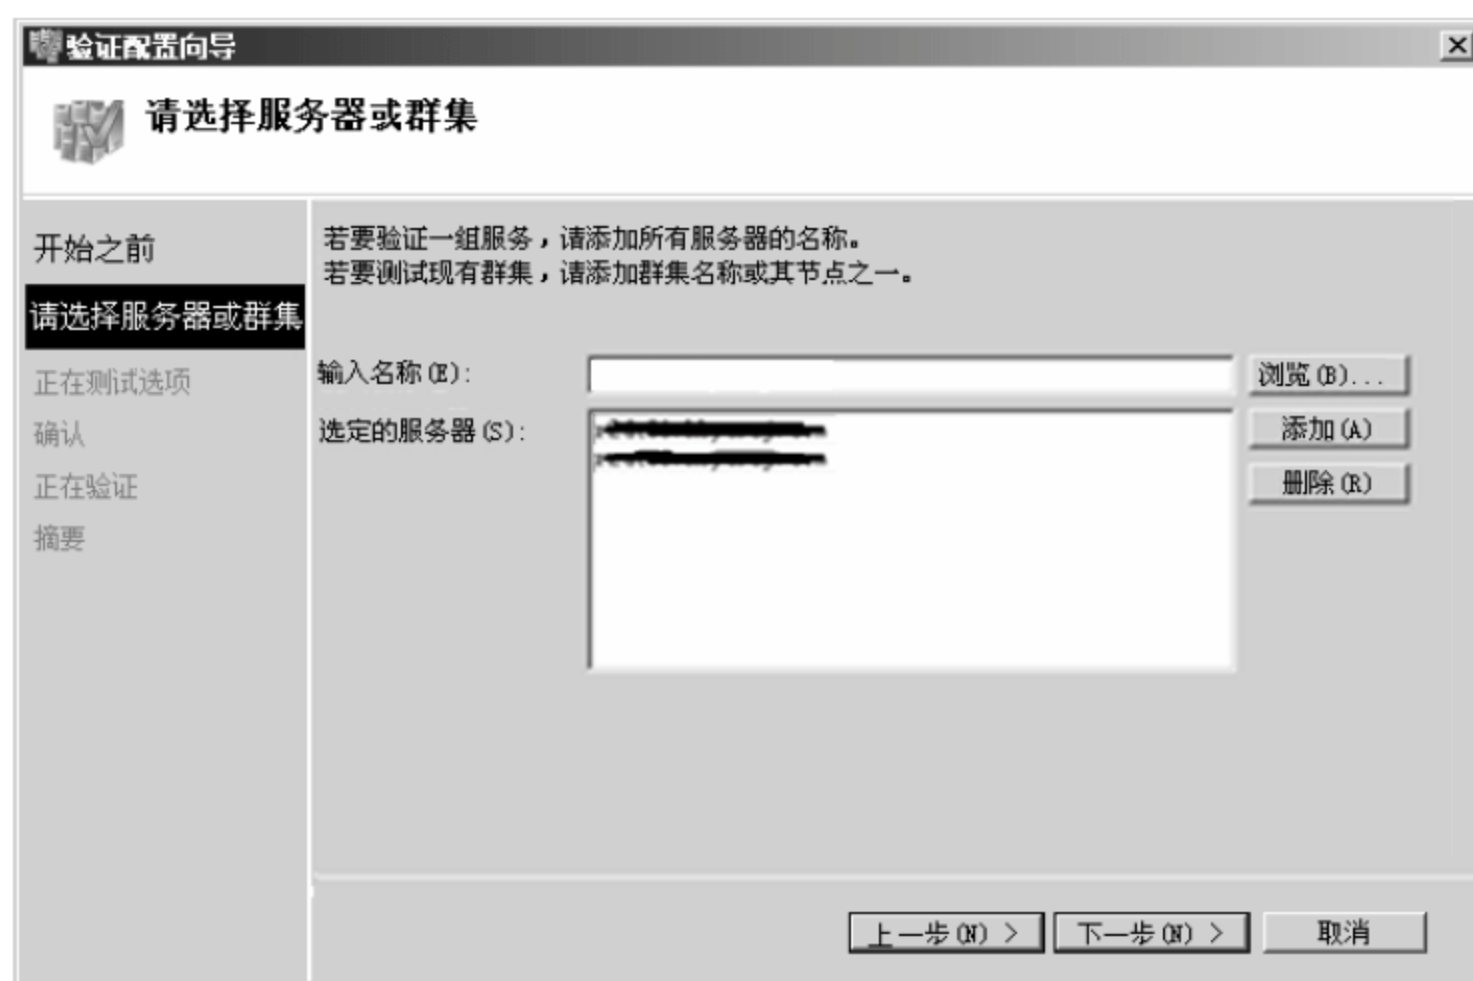 验证配置向导
请选择服务器或群集
开始之前
请选择服务器或群集
正在测试选项
确认
正在验证
摘要
若要验证一组服务，请添加所有服务器的名称。
若要测试现有群集，请添加群集名称或其节点之一。
输入名称(E):
浏览(B)...
选定的服务器(S):
添加(A)
删除(R)
上一步(N) >
下一步(N) >
取消